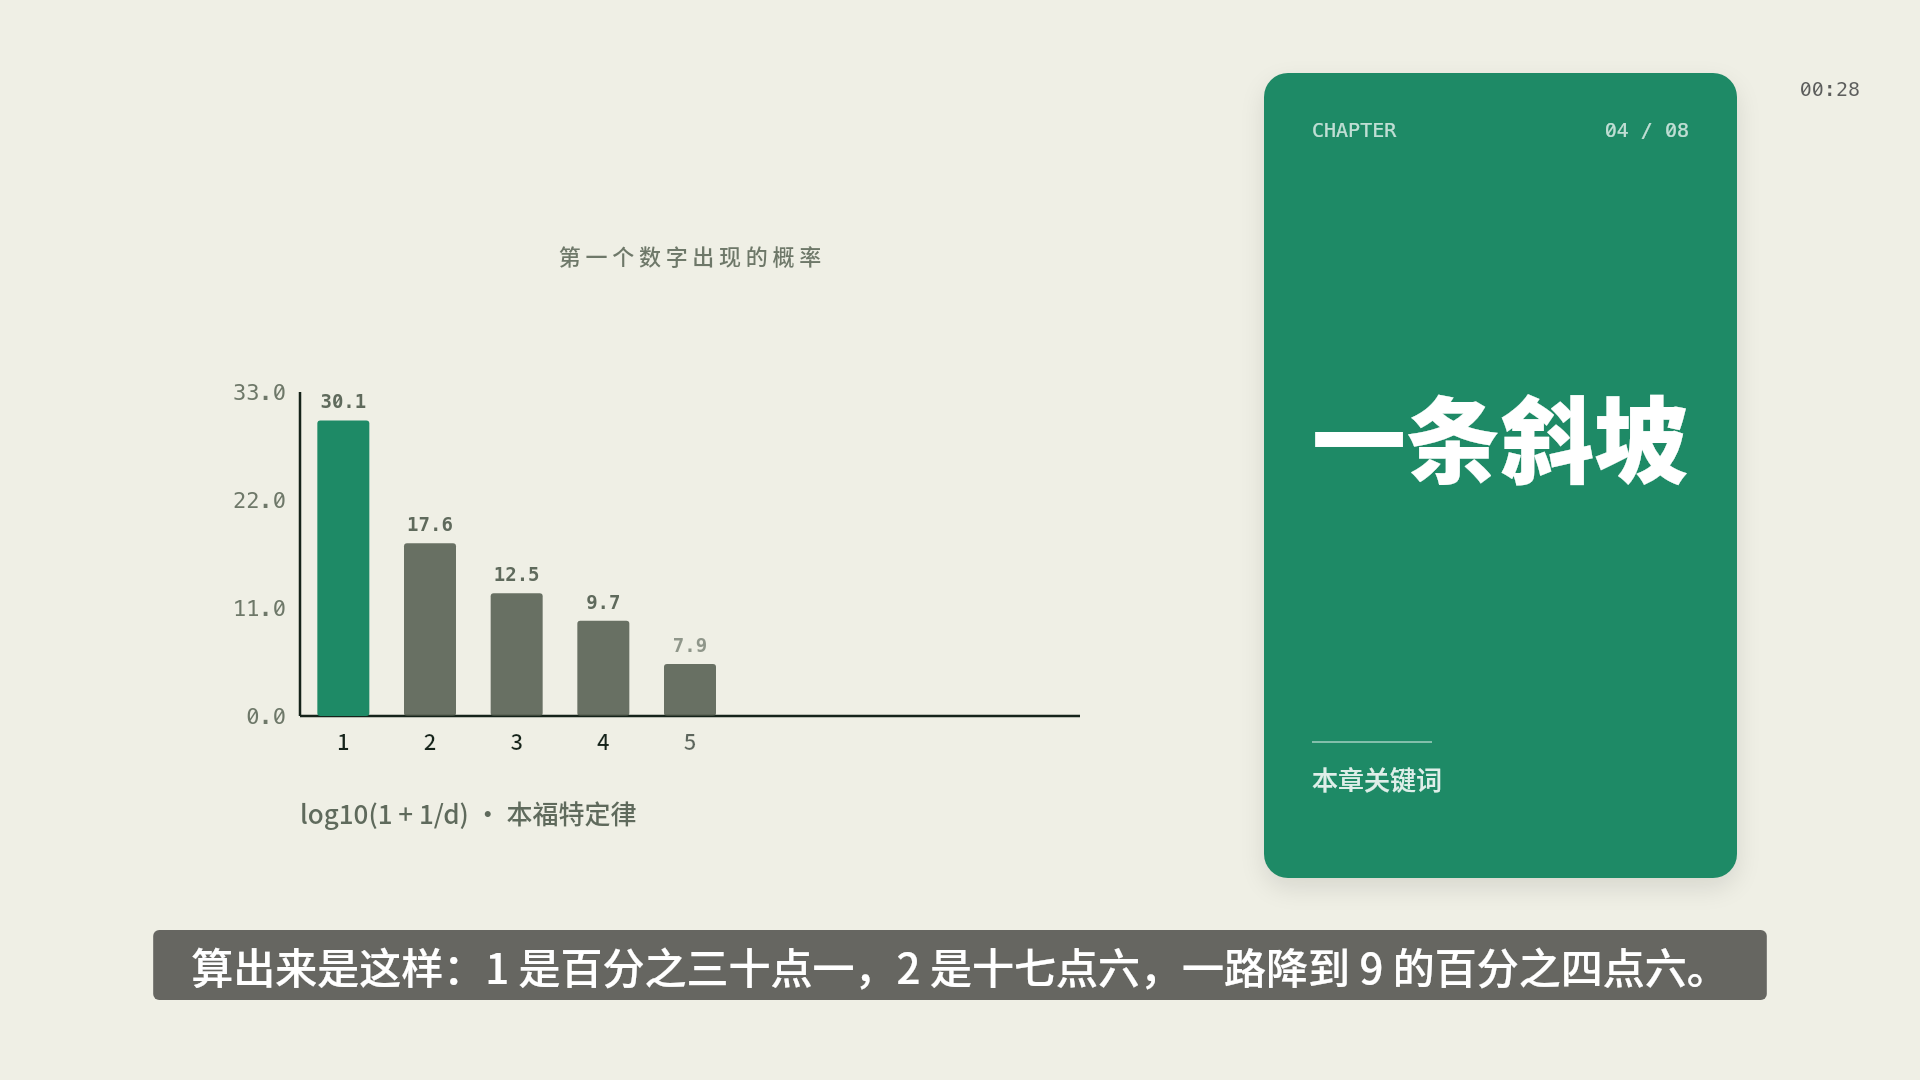 00:28
CHAPTER 04 / 08
一条斜坡
本章关键词
第一个数字出现的概率
33.0
22.0
11.0
0.0
30.1
17.6
12.5
9.7
7.9
1 2 3 4 5
log10(1 + 1/d) · 本福特定律
算出来是这样：1 是百分之三十点一，2 是十七点六，一路降到 9 的百分之四点六。